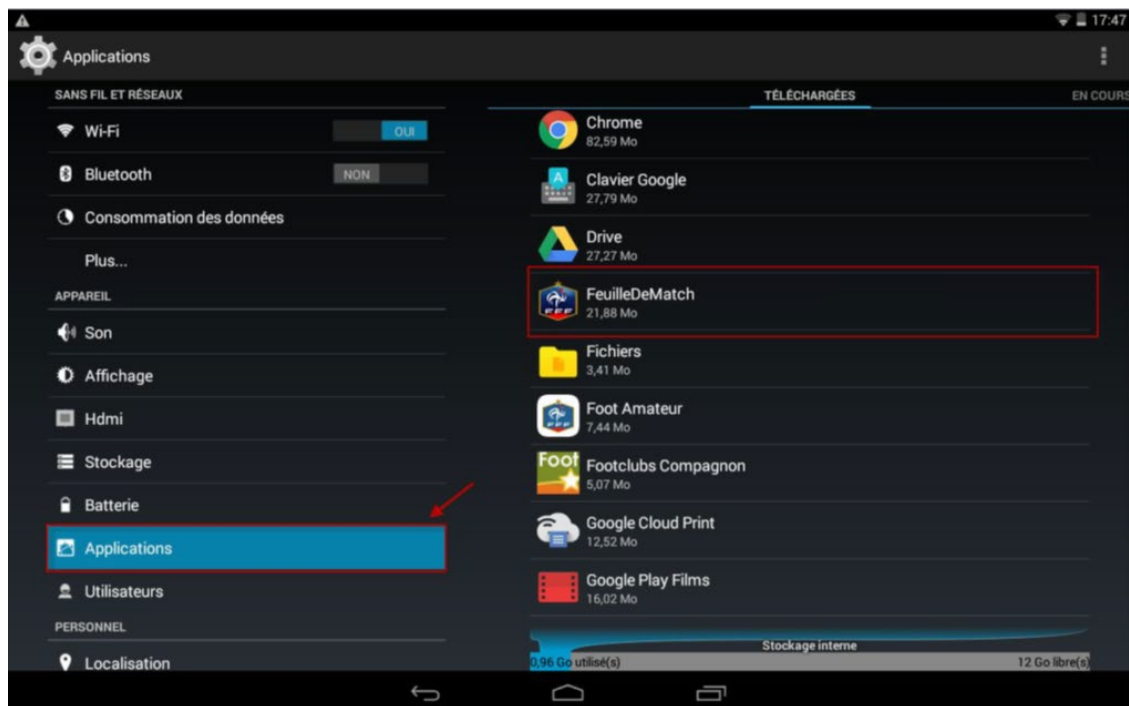 17:47
Applications
SANS FIL ET RÉSEAUX
Wi-Fi
OUI
Bluetooth
NON
Consommation des données
Plus...
APPAREIL
Son
Affichage
Hdmi
Stockage
Batterie
Applications
Utilisateurs
PERSONNEL
Localisation
TÉLÉCHARGÉES
EN COURS
Chrome
82,59 Mo
Clavier Google
27,79 Mo
Drive
27,27 Mo
FeuilleDeMatch
21,88 Mo
Fichiers
3,41 Mo
Foot Amateur
7,44 Mo
Foot
Footclubs Compagnon
5,07 Mo
Google Cloud Print
12,52 Mo
Google Play Films
16,02 Mo
Stockage interne
0,96 Go utilisé(s)
12 Go libre(s)